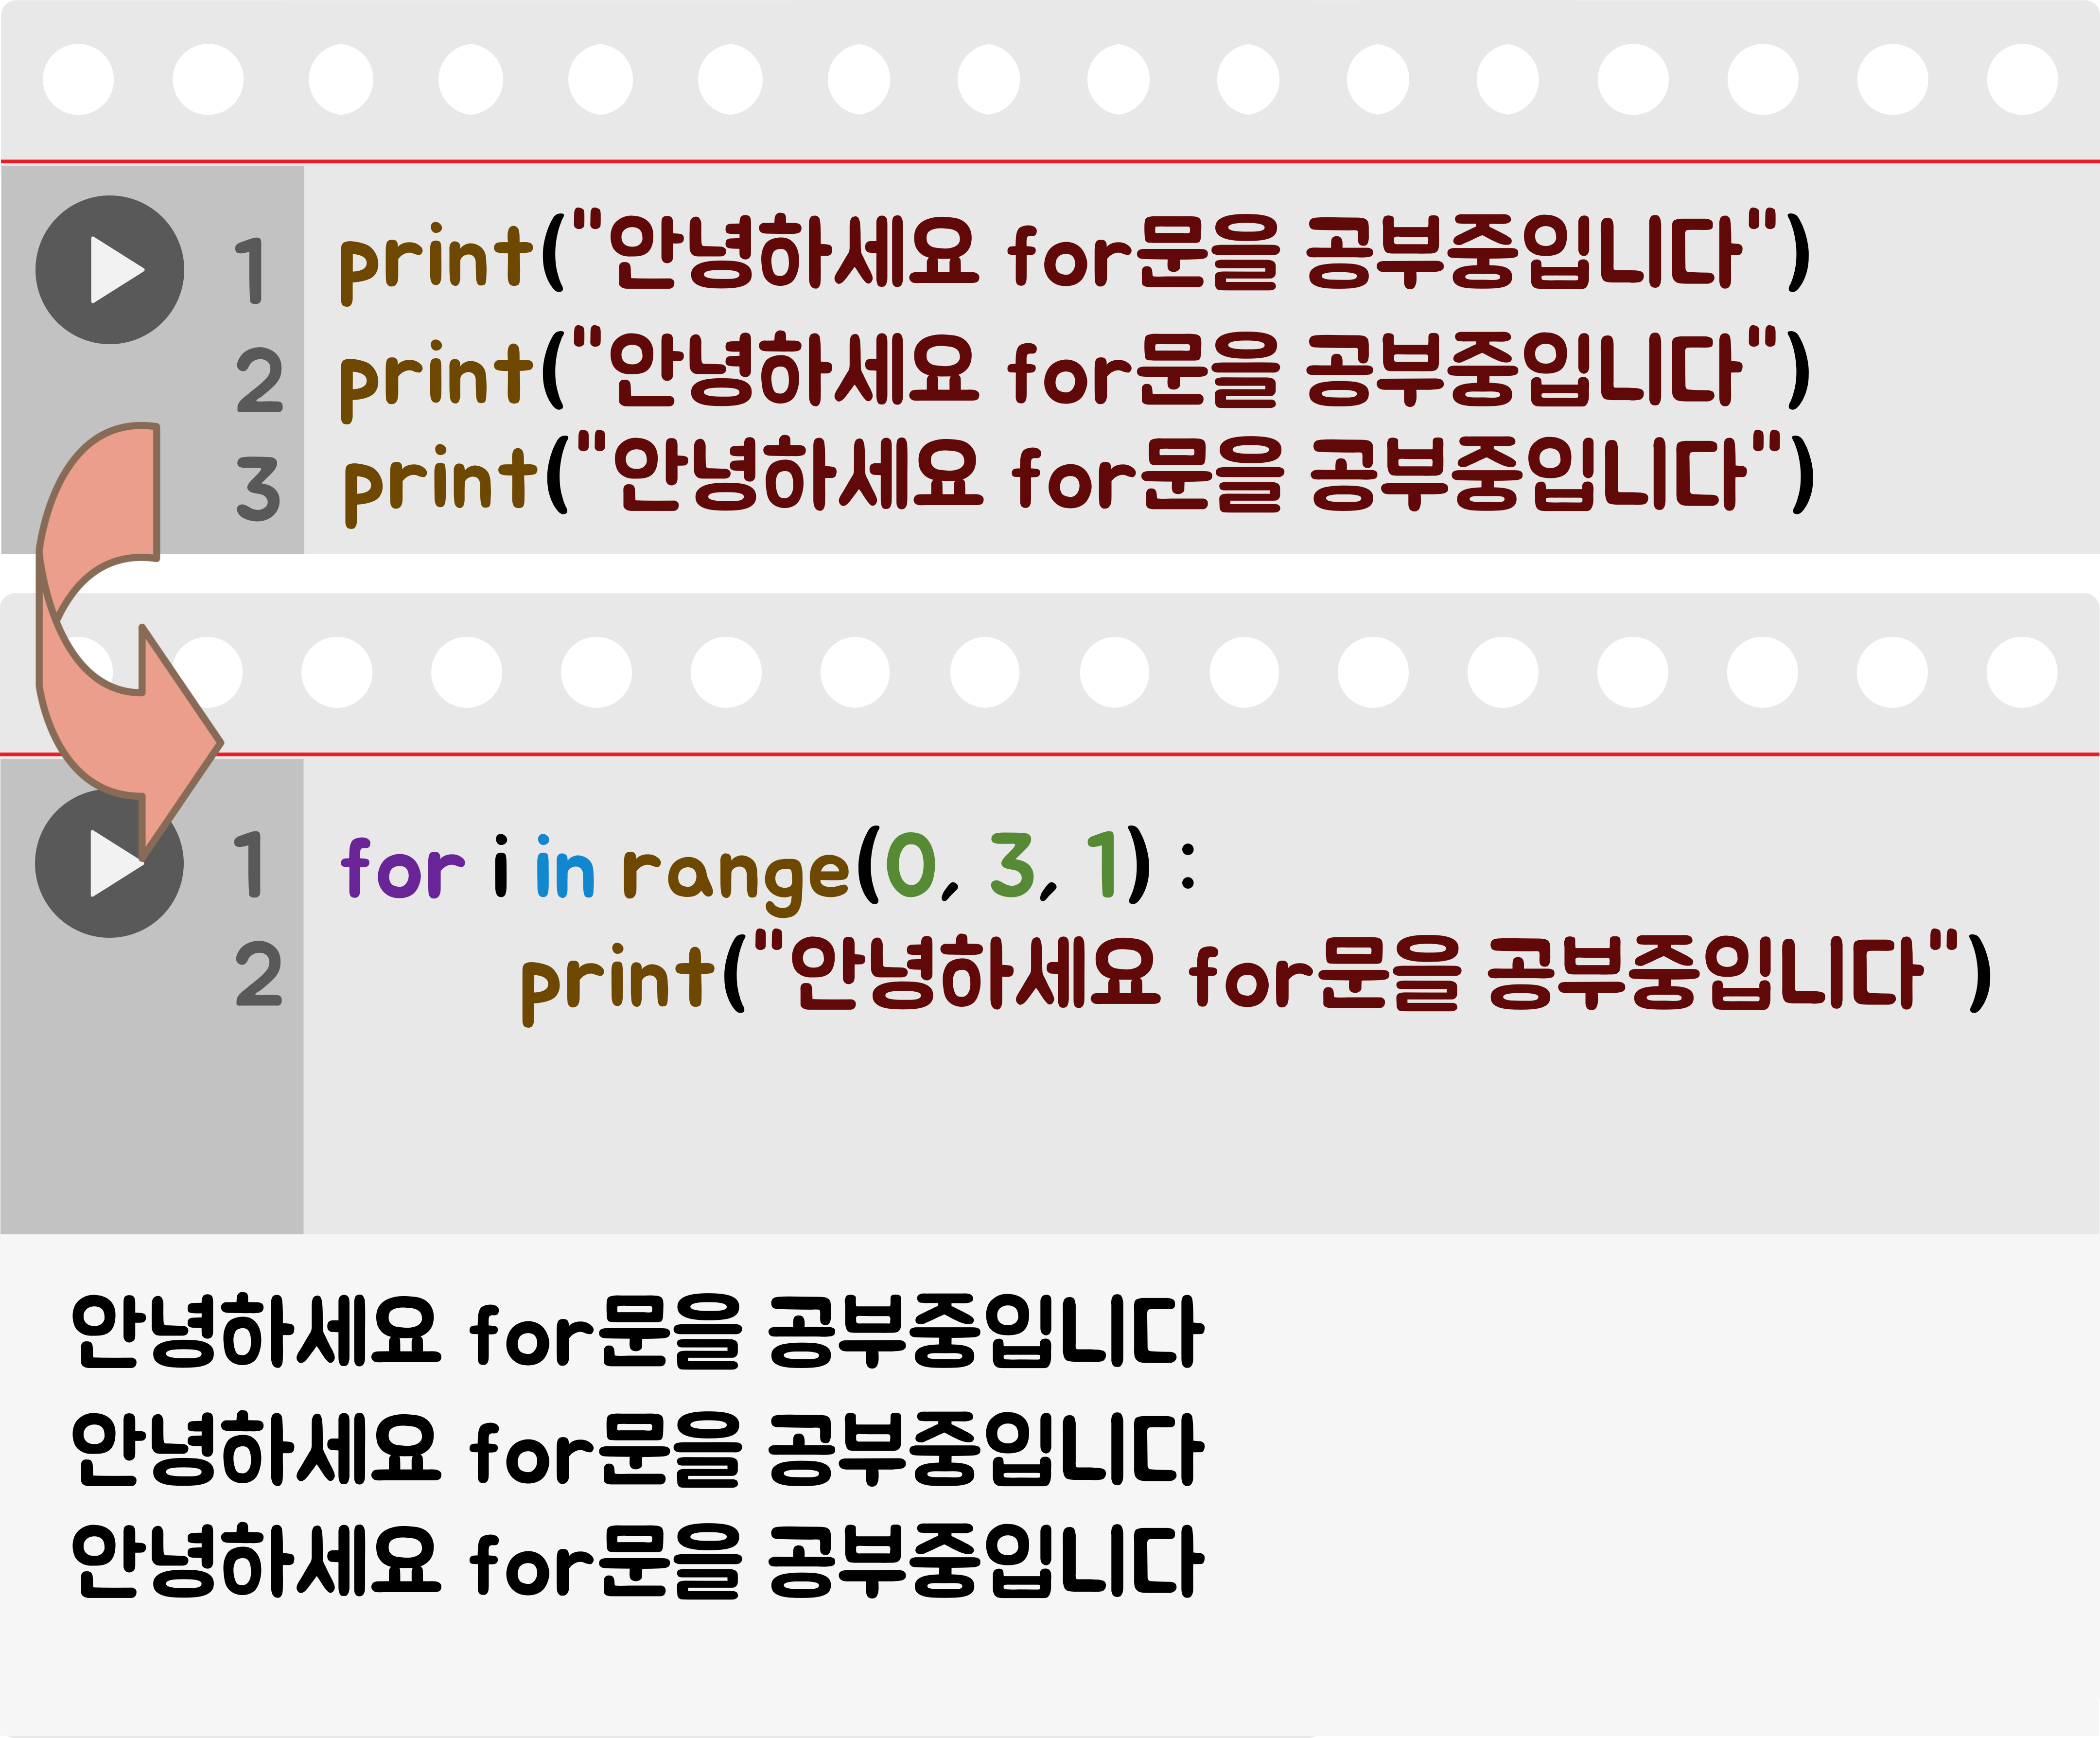 1 print("안녕하세요 for문을 공부중입니다")
2 print("안녕하세요 for문을 공부중입니다")
3 print("안녕하세요 for문을 공부중입니다")
1 for i in range(0, 3, 1) :
2 print("안녕하세요 for문을 공부중입니다")
안녕하세요 for문을 공부중입니다
안녕하세요 for문을 공부중입니다
안녕하세요 for문을 공부중입니다